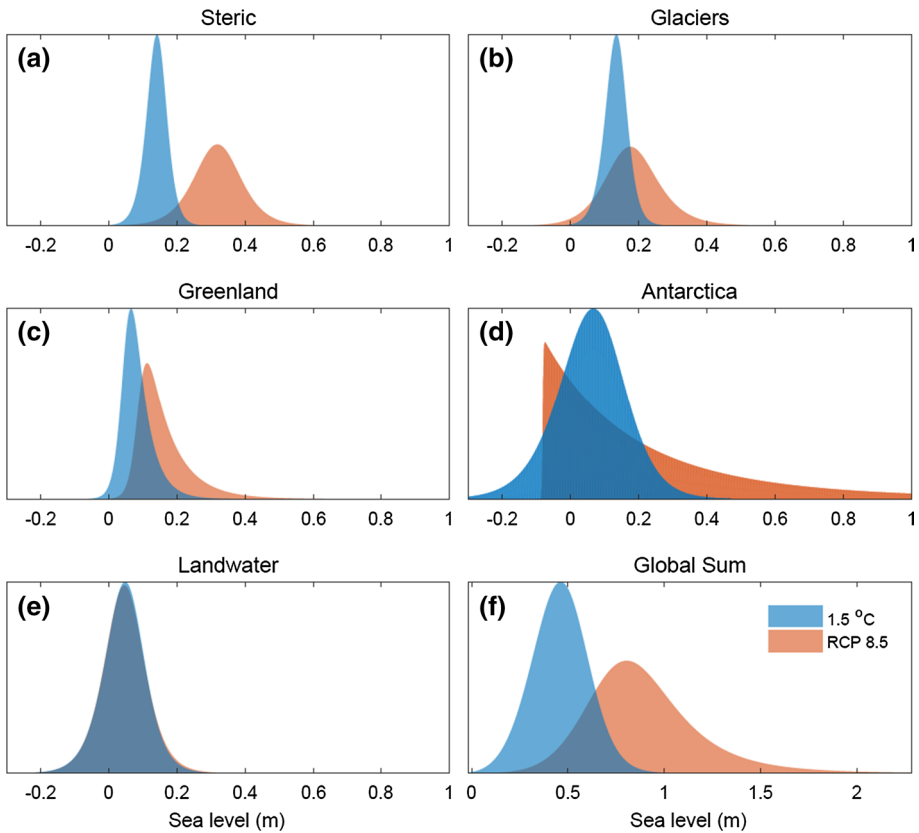 Steric
Glaciers
(a)
(b)
-0.2 0 0.2 0.4 0.6 0.8 1
-0.2 0 0.2 0.4 0.6 0.8 1
Greenland
Antarctica
(c)
(d)
-0.2 0 0.2 0.4 0.6 0.8 1
-0.2 0 0.2 0.4 0.6 0.8 1
Landwater
Global Sum
(e)
(f)
1.5 °C
RCP 8.5
-0.2 0 0.2 0.4 0.6 0.8 1
0 0.5 1 1.5 2
Sea level (m)
Sea level (m)